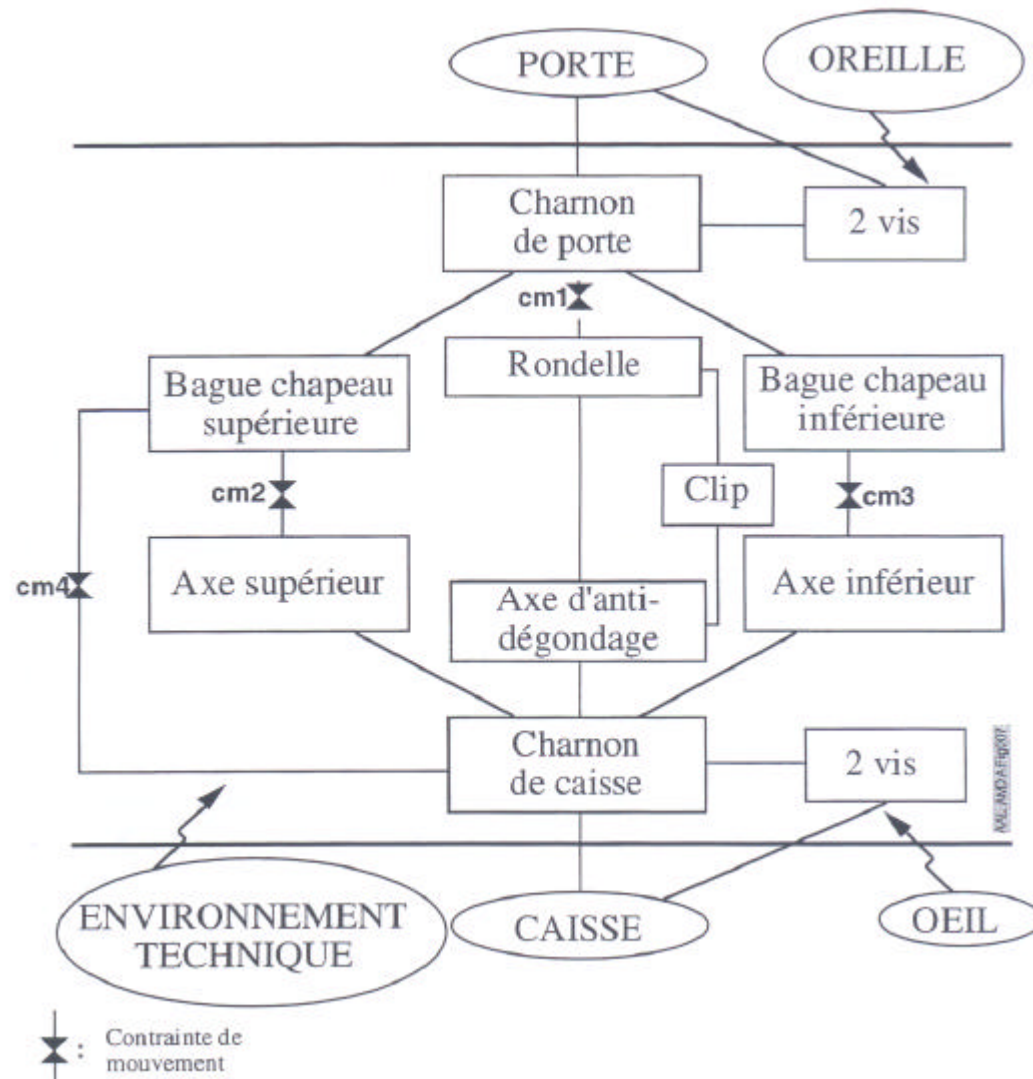 PORTE
OREILLE
Charnon
de porte
2 vis
cm1
Rondelle
Bague chapeau
supérieure
Bague chapeau
inférieure
Clip
cm2
cm3
cm4
Axe supérieur
Axe d'anti-
dégondage
Axe inférieur
Charnon
de caisse
2 vis
ENVIRONNEMENT
TECHNIQUE
CAISSE
OEIL
: Contrainte de
mouvement